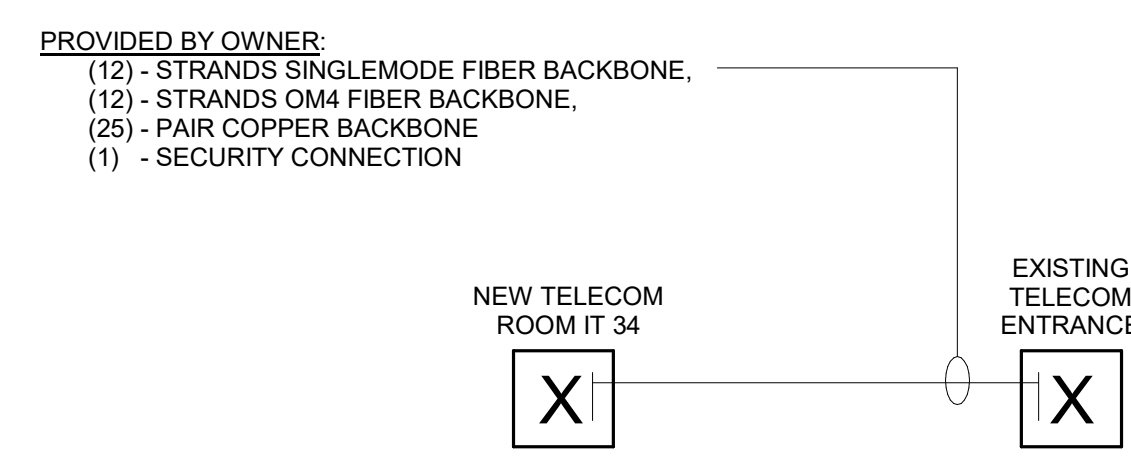 PROVIDED BY OWNER:
(12) - STRANDS SINGLEMODE FIBER BACKBONE,
(12) - STRANDS OM4 FIBER BACKBONE,
(25) - PAIR COPPER BACKBONE
(1) - SECURITY CONNECTION
NEW TELECOM
ROOM IT 34
X
EXISTING
TELECOM
ENTRANCE
X